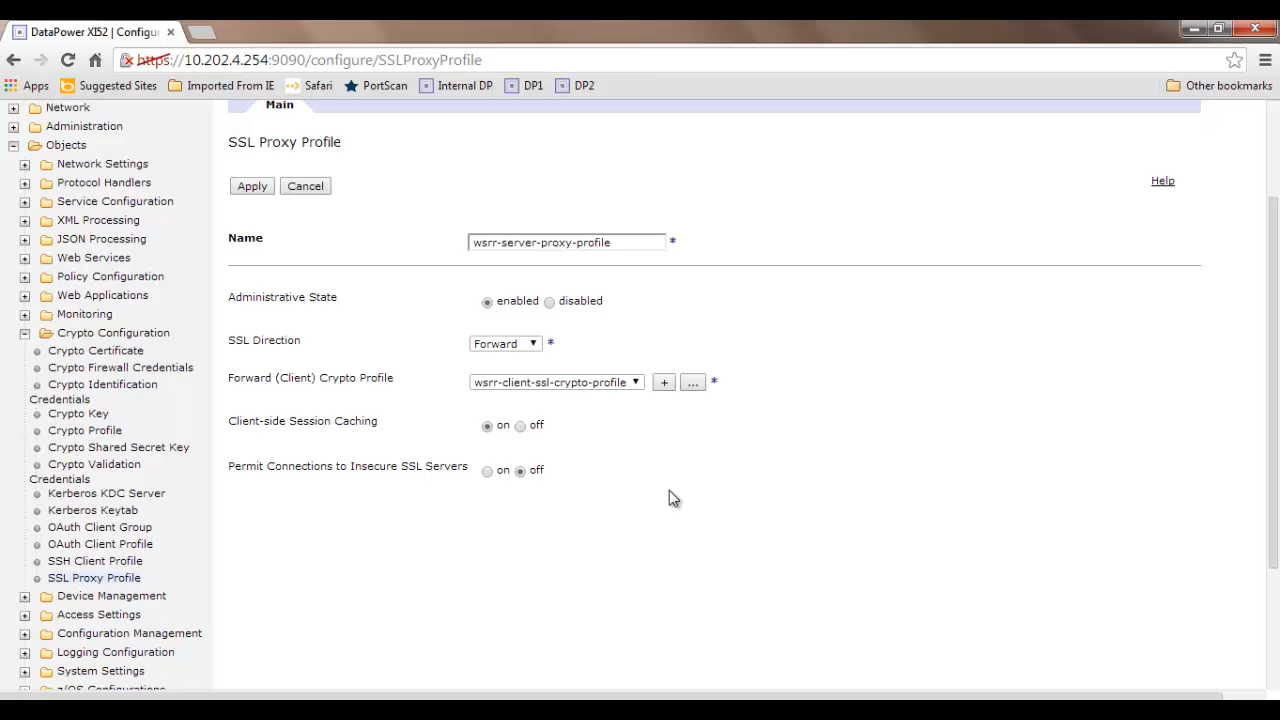 DataPower XI52 | Configur
https://10.202.4.254:9090/configure/SSLProxyProfile
Apps Suggested Sites Imported From IE Safari PortScan Internal DP DP1 DP2 Other bookmarks
Network
Administration
Objects
Network Settings
Protocol Handlers
Service Configuration
XML Processing
JSON Processing
Web Services
Policy Configuration
Web Applications
Monitoring
Crypto Configuration
Crypto Certificate
Crypto Firewall Credentials
Crypto Identification
Credentials
Crypto Key
Crypto Profile
Crypto Shared Secret Key
Crypto Validation
Credentials
Kerberos KDC Server
Kerberos Keytab
OAuth Client Group
OAuth Client Profile
SSH Client Profile
SSL Proxy Profile
Device Management
Access Settings
Configuration Management
Logging Configuration
System Settings
z/OS Configurations
Main
SSL Proxy Profile
Apply Cancel
Help
Name wsrr-server-proxy-profile *
Administrative State enabled disabled
SSL Direction Forward *
Forward (Client) Crypto Profile wsrr-client-ssl-crypto-profile + ... *
Client-side Session Caching on off
Permit Connections to Insecure SSL Servers on off